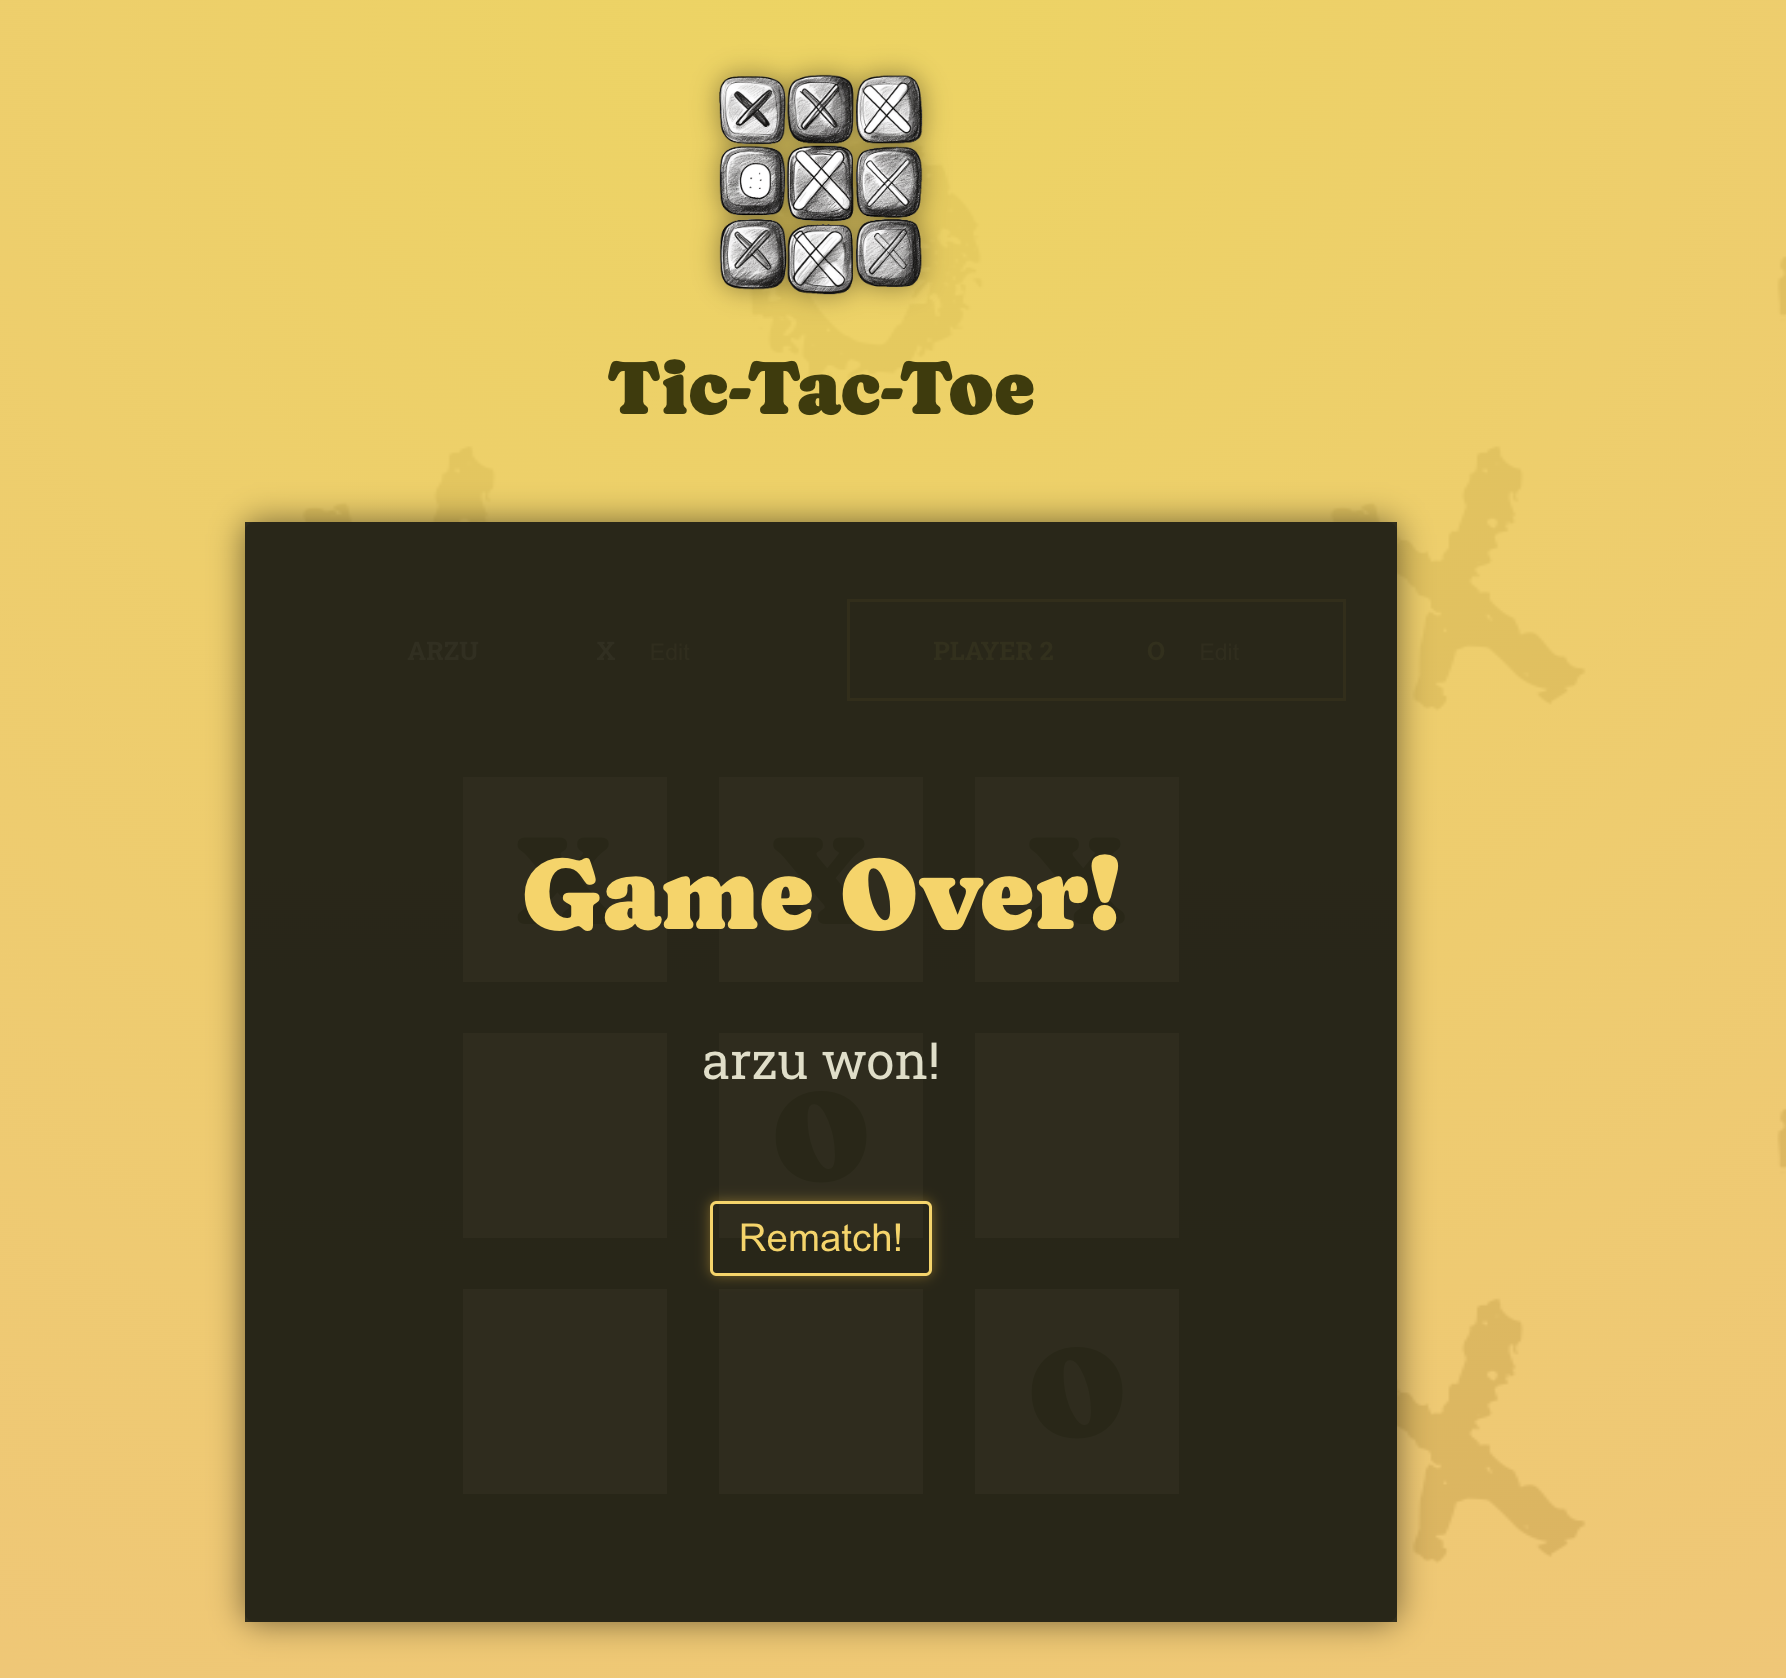 Tic-Tac-Toe
ARZU X Edit
PLAYER 2 O Edit
X X X
Game Over!
arzu won!
O
Rematch!
O